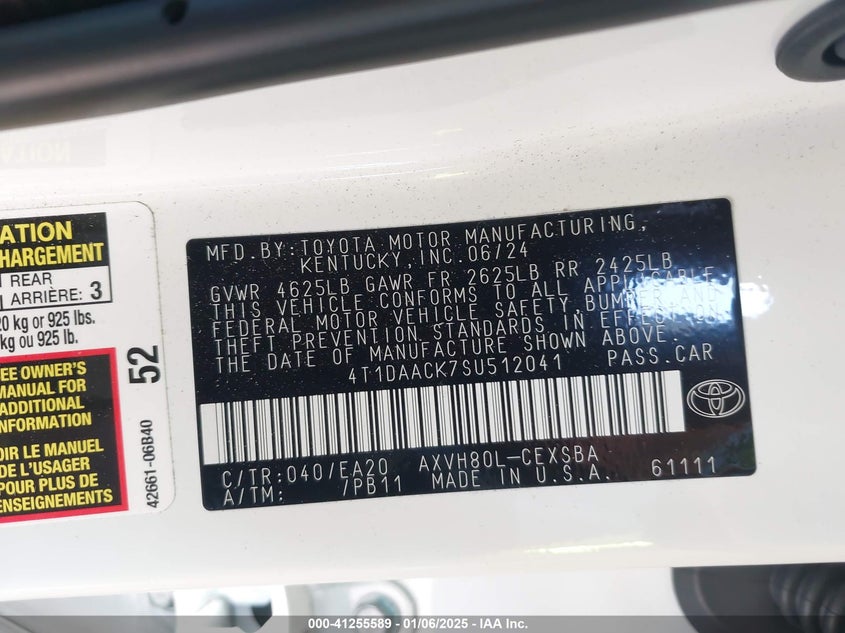 ATION
CHARGEMENT
REAR
ARRIÈRE: 3
20 kg or 925 lbs.
kg ou 925 lb.
52
EE OWNER'S
MANUAL FOR
ADDITIONAL
INFORMATION
OIR LE MANUEL
DE L'USAGER
POUR PLUS DE
ENSEIGNEMENTS
42661-06B40
MFD. BY: TOYOTA MOTOR MANUFACTURING,
KENTUCKY, INC. 06/24
GVWR 4625LB GAWR FR 2625LB RR 2425LB
THIS VEHICLE CONFORMS TO ALL APPLICABLE
FEDERAL MOTOR VEHICLE SAFETY, BUMPER AND
THEFT PREVENTION STANDARDS IN EFFECT ON
THE DATE OF MANUFACTURE SHOWN ABOVE.
4T1DAACK7SU512041 PASS.CAR
C/TR: 040/EA20 AXVH80L-CEXSBA
A/TM: /PB11 MADE IN U.S.A. 61111
000-41255589 - 01/06/2025 - IAA Inc.